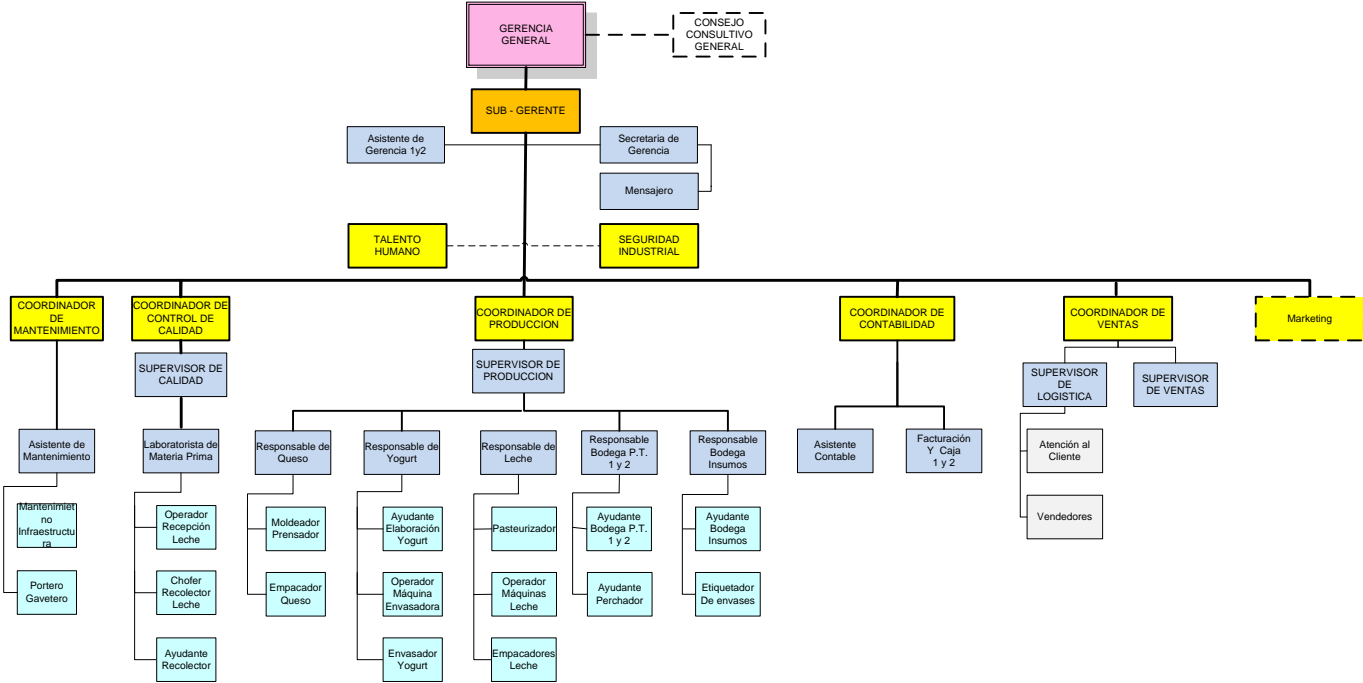 GERENCIA
GENERAL
CONSEJO
CONSULTIVO
GENERAL
SUB - GERENTE
Asistente de
Gerencia 1y2
Secretaria de
Gerencia
Mensajero
TALENTO
HUMANO
SEGURIDAD
INDUSTRIAL
COORDINADOR
DE
MANTENIMIENTO
COORDINADOR DE
CONTROL DE
CALIDAD
COORDINADOR DE
PRODUCCION
COORDINADOR DE
CONTABILIDAD
COORDINADOR DE
VENTAS
Marketing
SUPERVISOR DE
CALIDAD
SUPERVISOR DE
PRODUCCION
SUPERVISOR
DE
LOGISTICA
SUPERVISOR
DE VENTAS
Asistente de
Mantenimiento
Laboratorista de
Materia Prima
Responsable de
Queso
Responsable de
Yogurt
Responsable de
Leche
Responsable
Bodega P.T.
1 y 2
Responsable
Bodega
Insumos
Asistente
Contable
Facturación
Y Caja
1 y 2
Atención al
Cliente
Mantenimiet
no
Infraestructu
ra
Operador
Recepción
Leche
Moldeador
Prensador
Ayudante
Elaboración
Yogurt
Pasteurizador
Ayudante
Bodega P.T.
1 y 2
Ayudante
Bodega
Insumos
Vendedores
Portero
Gavetero
Chofer
Recolector
Leche
Empacador
Queso
Operador
Máquina
Envasadora
Operador
Máquinas
Leche
Ayudante
Perchador
Etiquetador
De envases
Ayudante
Recolector
Envasador
Yogurt
Empacadores
Leche